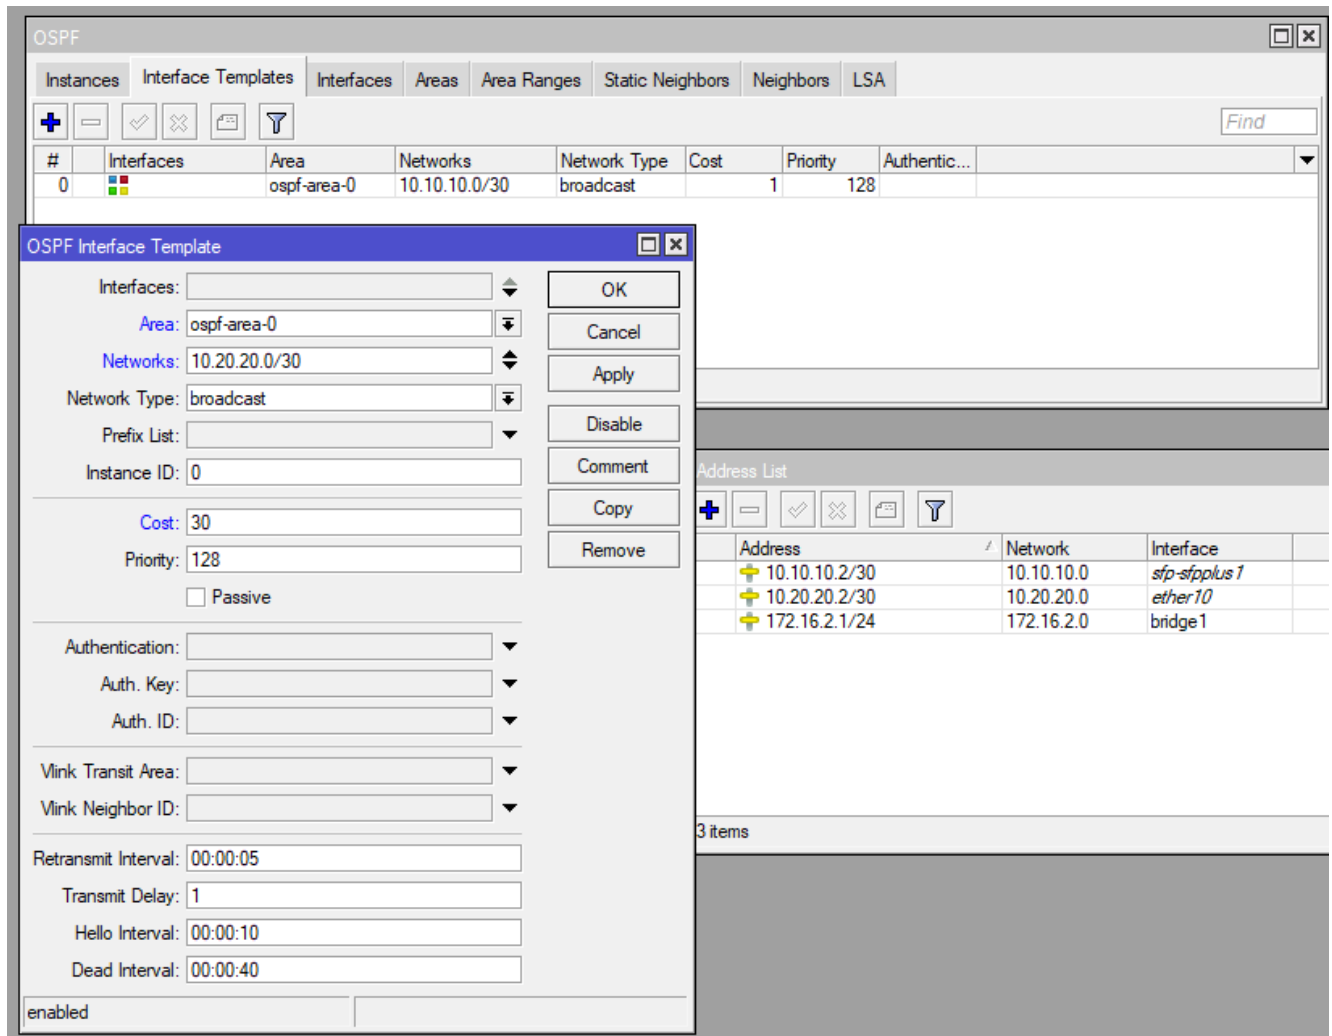 OSPF
Instances Interface Templates Interfaces Areas Area Ranges Static Neighbors Neighbors LSA
Find
# Interfaces Area Networks Network Type Cost Priority Authentic...
0 ospf-area-0 10.10.10.0/30 broadcast 1 128
OSPF Interface Template
Interfaces:
Area: ospf-area-0
Networks: 10.20.20.0/30
Network Type: broadcast
Prefix List:
Instance ID: 0
Cost: 30
Priority: 128
Passive
Authentication:
Auth. Key:
Auth. ID:
Vlink Transit Area:
Vlink Neighbor ID:
Retransmit Interval: 00:00:05
Transmit Delay: 1
Hello Interval: 00:00:10
Dead Interval: 00:00:40
enabled
OK
Cancel
Apply
Disable
Comment
Copy
Remove
Address List
Address Network Interface
10.10.10.2/30 10.10.10.0 sfp-sfpplus1
10.20.20.2/30 10.20.20.0 ether10
172.16.2.1/24 172.16.2.0 bridge1
3 items